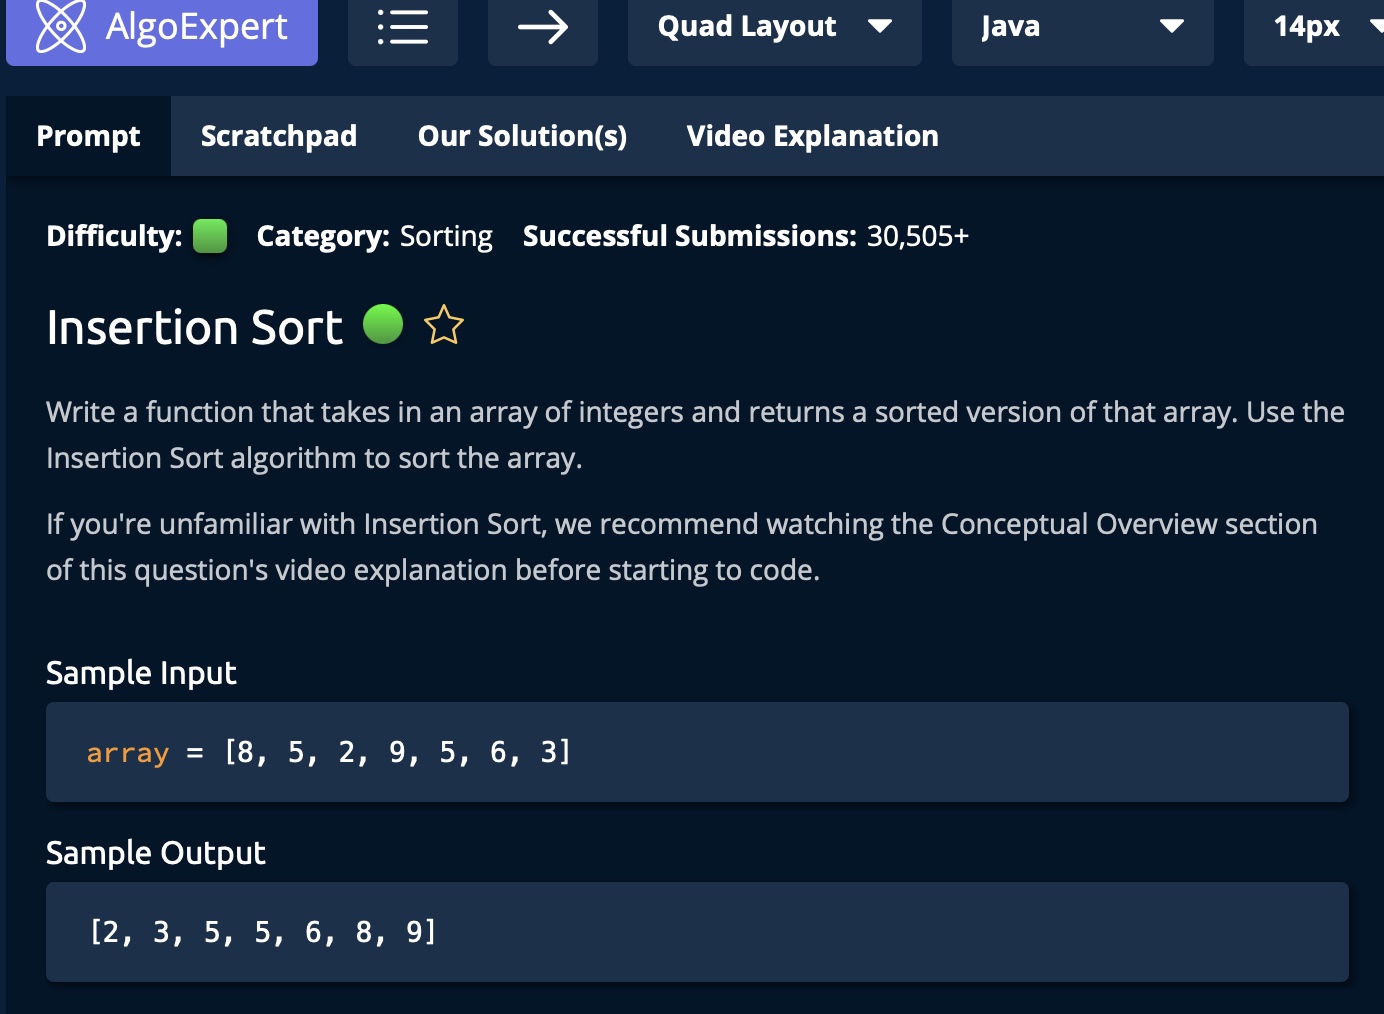 AlgoExpert
Quad Layout
Java
14px
Prompt
Scratchpad
Our Solution(s)
Video Explanation
Difficulty:
Category: Sorting
Successful Submissions: 30,505+
Insertion Sort
Write a function that takes in an array of integers and returns a sorted version of that array. Use the
Insertion Sort algorithm to sort the array.
If you're unfamiliar with Insertion Sort, we recommend watching the Conceptual Overview section
of this question's video explanation before starting to code.
Sample Input
array = [8, 5, 2, 9, 5, 6, 3]
Sample Output
[2, 3, 5, 5, 6, 8, 9]